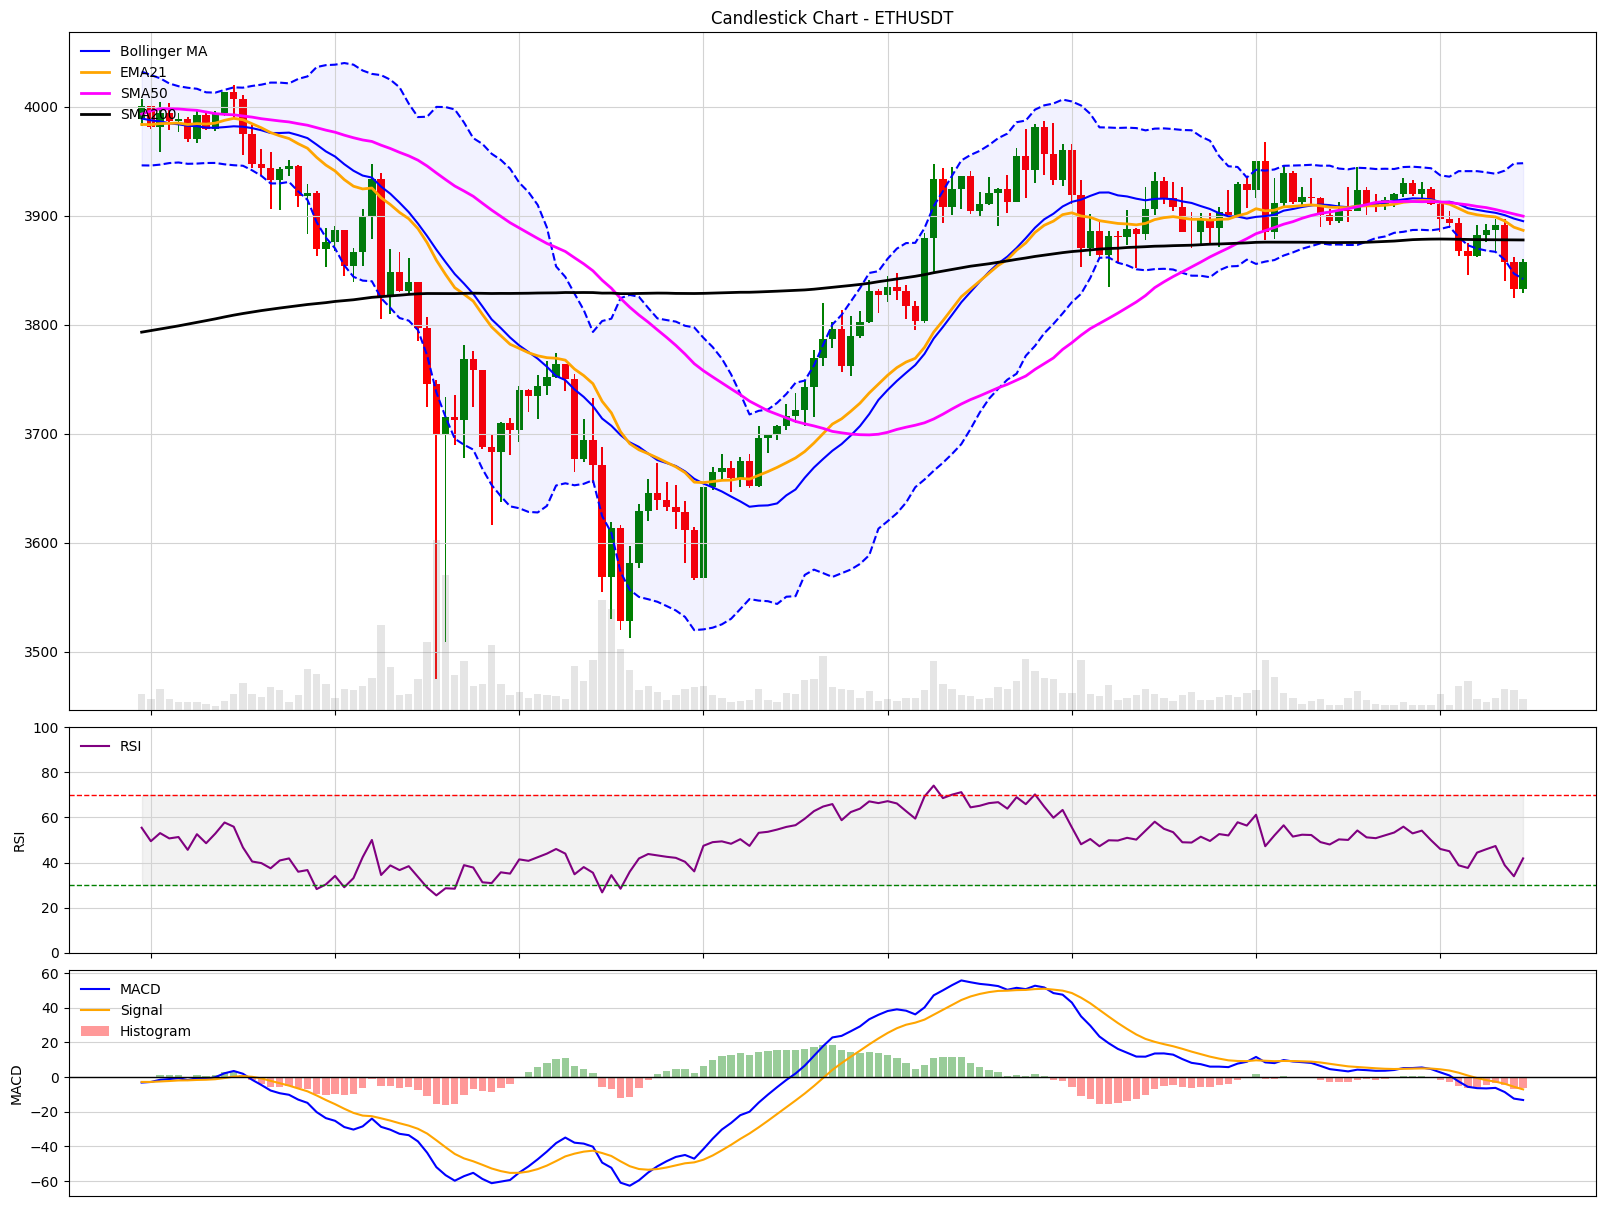 Candlestick Chart - ETHUSDT
Bollinger MA
EMA21
SMA50
SMA200
4000
3900
3800
3700
3600
3500
RSI
100
80
60
40
20
0
RSI
MACD
Signal
Histogram
60
40
20
0
−20
−40
−60
MACD